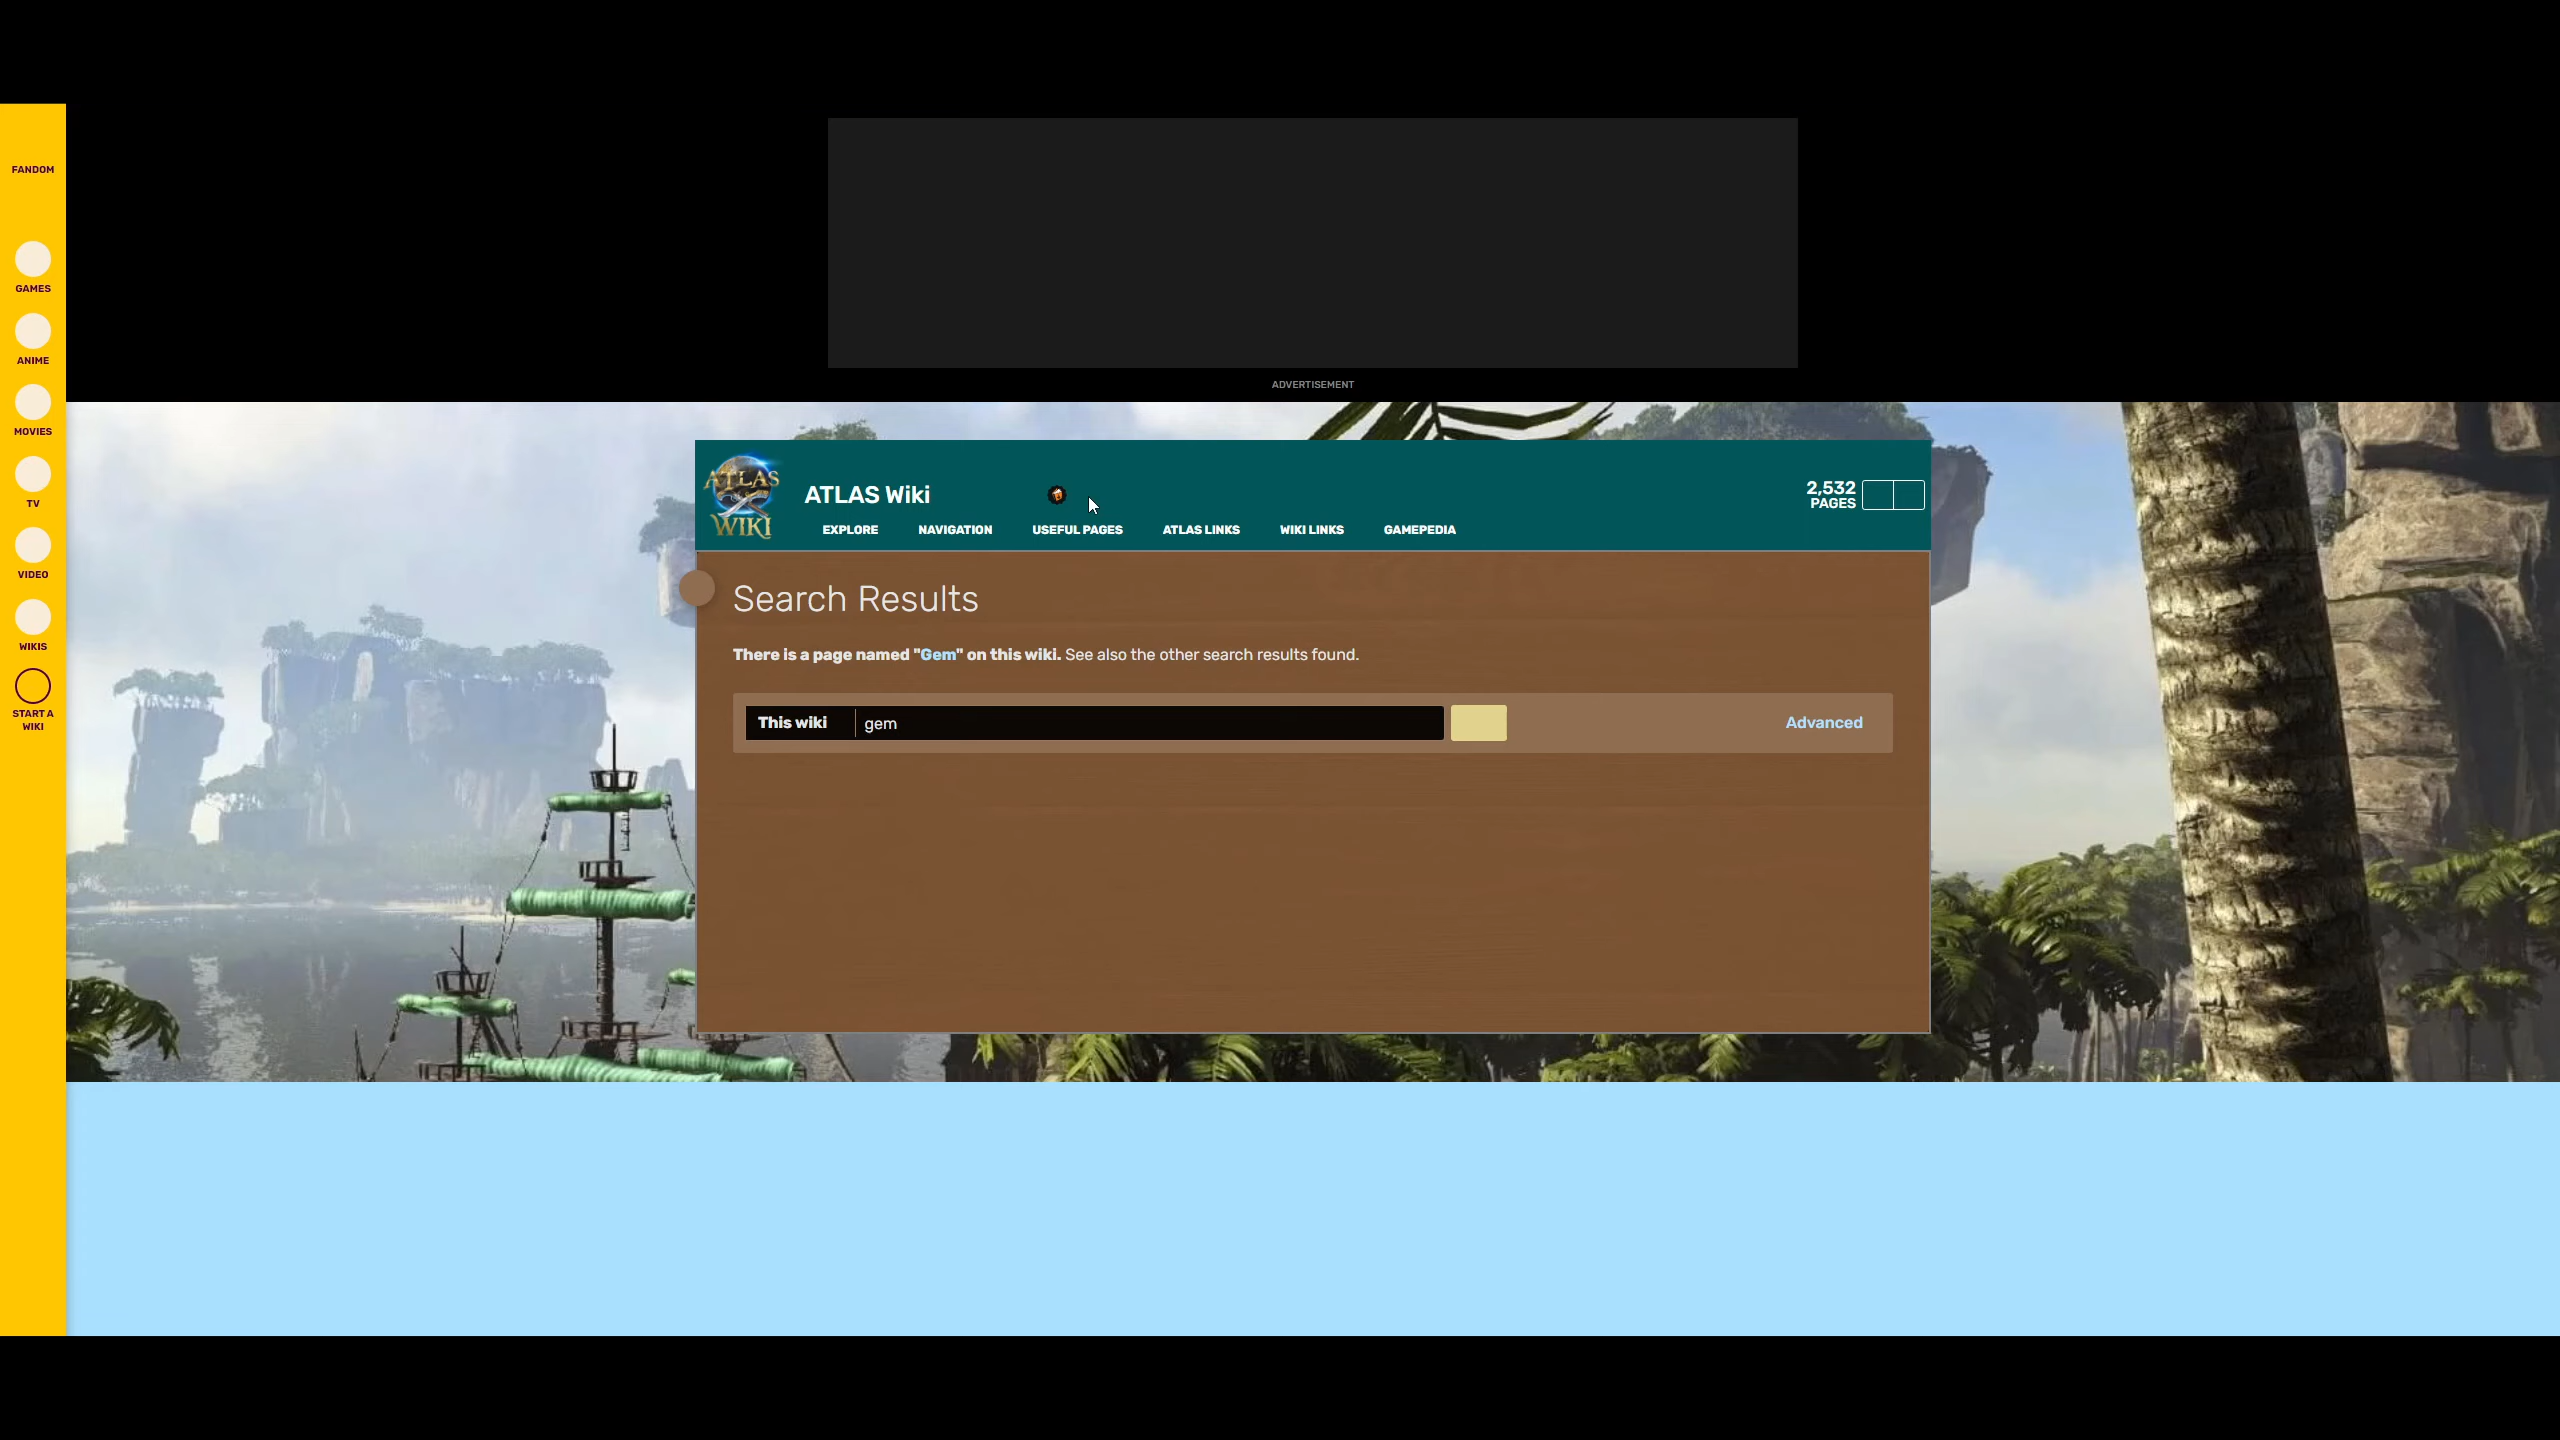 FANDOM
GAMES
ANIME
MOVIES
TV
VIDEO
WIKIS
START A
WIKI
ADVERTISEMENT
ATLAS
WIKI
ATLAS Wiki
2,532
PAGES
EXPLORE NAVIGATION USEFUL PAGES ATLAS LINKS WIKI LINKS GAMEPEDIA
Search Results
There is a page named "Gem" on this wiki. See also the other search results found.
This wiki gem Advanced